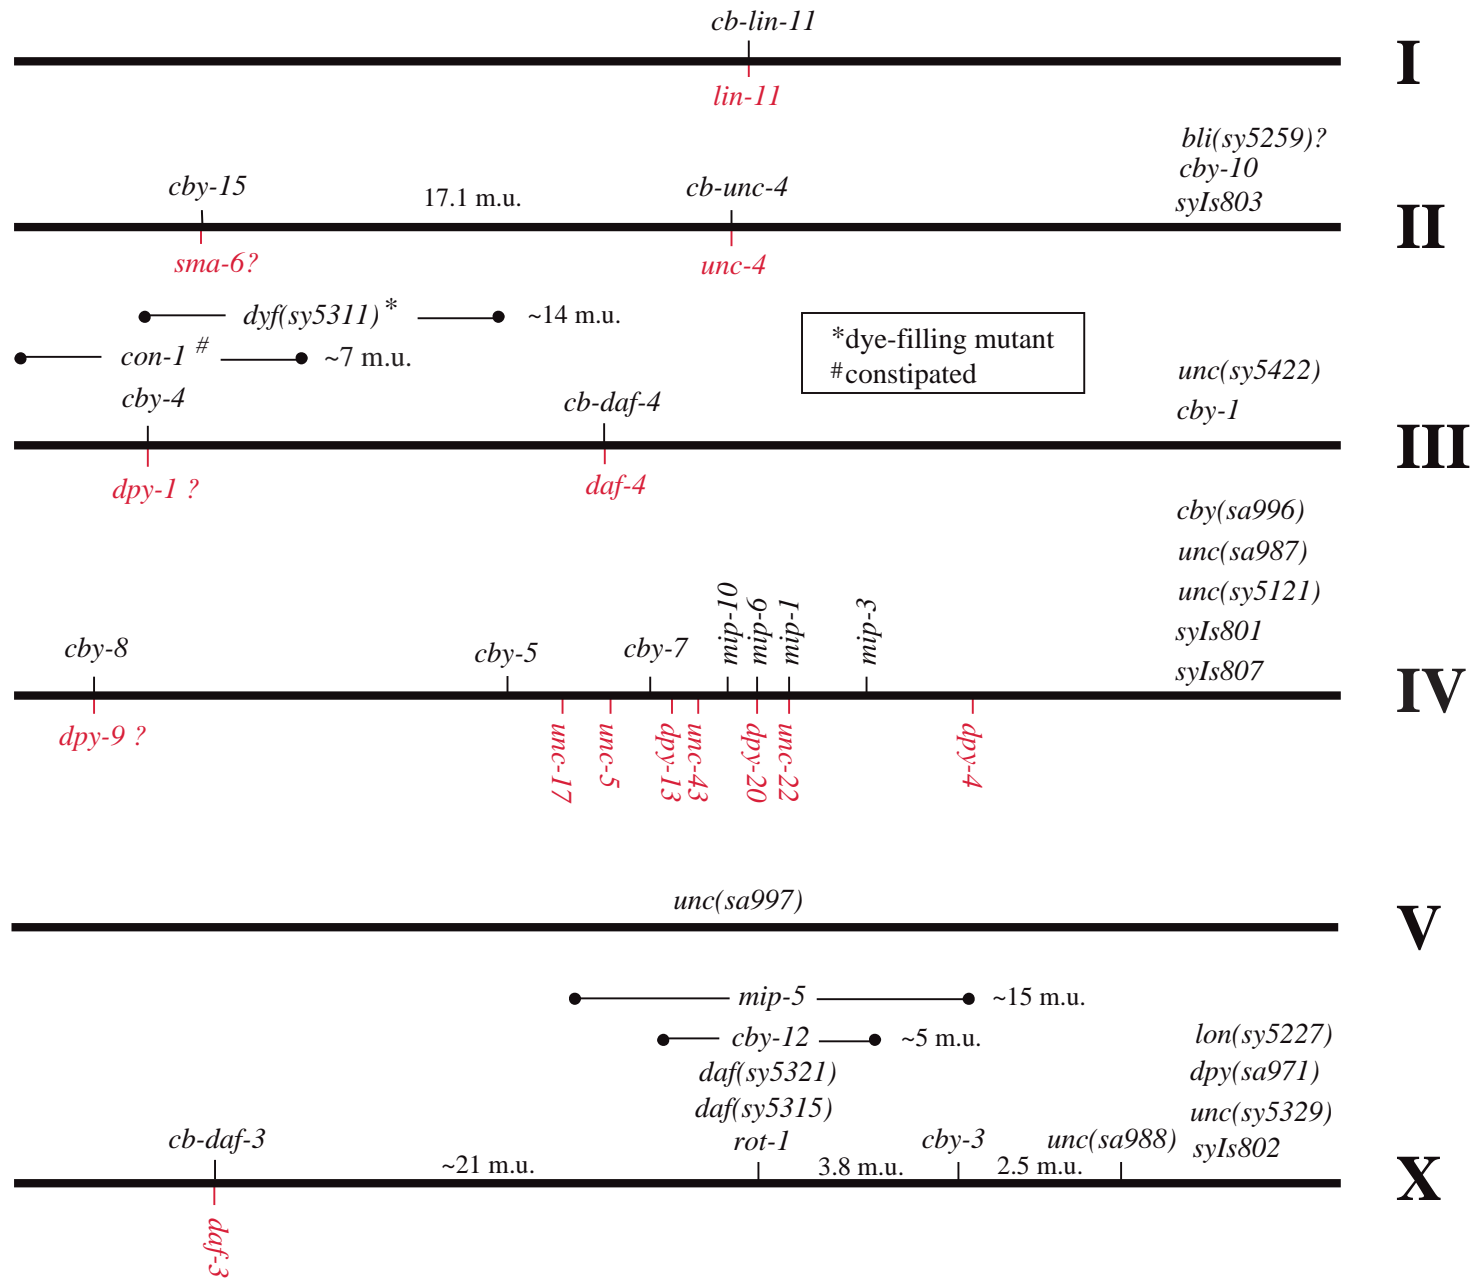 cb-lin-11
I
lin-11
bli(sy5259)?
cby-10
syIs803
cby-15
17.1 m.u.
cb-unc-4
II
sma-6?
unc-4
dyf(sy5311)* ~14 m.u.
con-1 # ~7 m.u.
*dye-filling mutant
#constipated
unc(sy5422)
cby-1
cby-4
cb-daf-4
III
dpy-1 ?
daf-4
cby(sa996)
unc(sa987)
unc(sy5121)
syIs801
syIs807
cby-8
cby-5
cby-7
mip-10
mip-6
mip-1
mip-3
IV
dpy-9 ?
unc-17
unc-5
dpy-13
unc-43
dpy-20
unc-22
dpy-4
unc(sa997)
V
mip-5 ~15 m.u.
cby-12 ~5 m.u.
daf(sy5321)
daf(sy5315)
lon(sy5227)
dpy(sa971)
unc(sy5329)
syIs802
cb-daf-3
~21 m.u.
rot-1
3.8 m.u.
cby-3
2.5 m.u.
unc(sa988)
X
daf-3